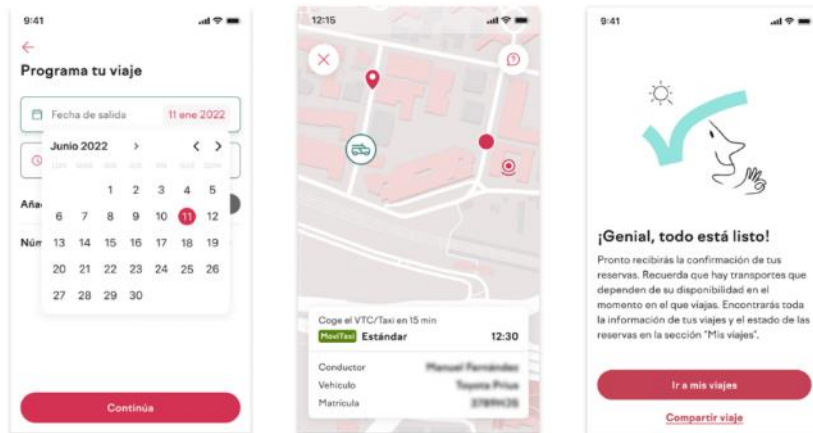 9:41
Programa tu viaje
Fecha de salida 11 ene 2022
Junio 2022
1 2 3 4 5
6 7 8 9 10 11 12
13 14 15 16 17 18 19
20 21 22 23 24 25 26
27 28 29 30
Continúa
12:15
Coge el VTC/Taxi en 15 min
MoviTaxi Estándar 12:30
Conductor
Vehículo
Matrícula
9:41
¡Genial, todo está listo!
Pronto recibirás la confirmación de tus
reservas. Recuerda que hay transportes que
dependen de su disponibilidad en el
momento en el que viajas. Encontrarás toda
la información de tus viajes y el estado de las
reservas en la sección "Mis viajes".
Ir a mis viajes
Compartir viaje